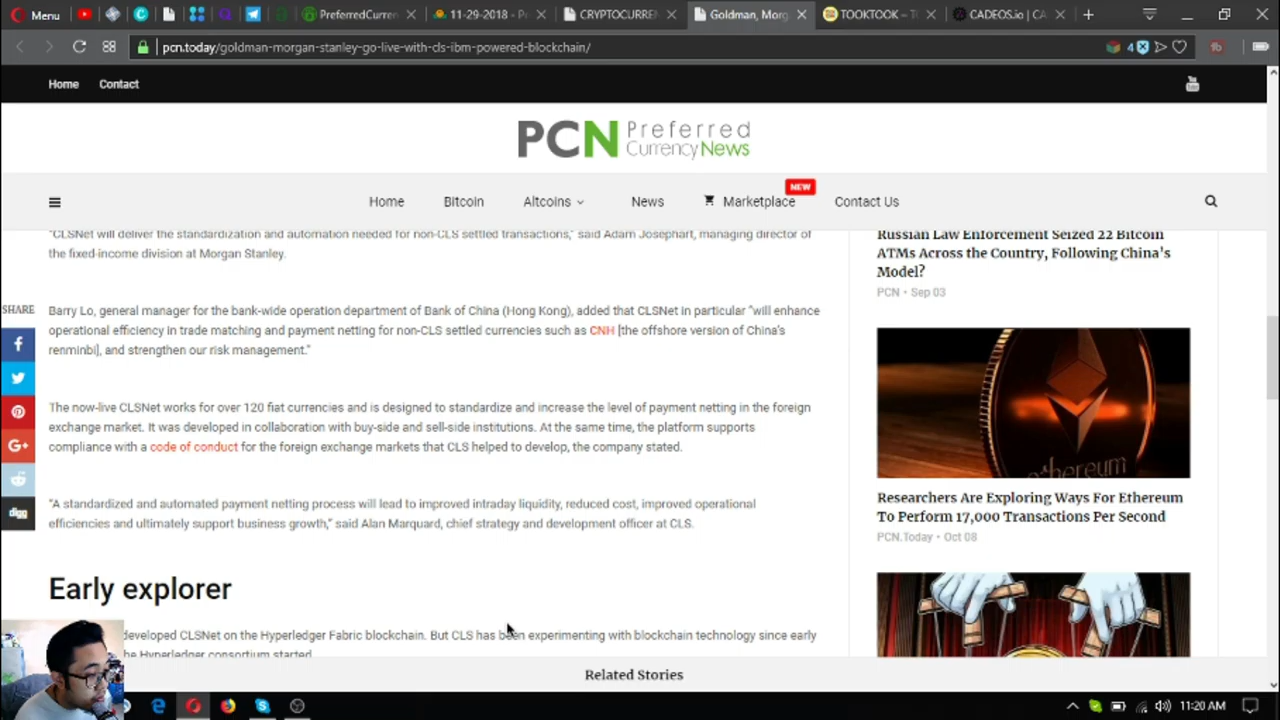 Menu
PreferredCurre
11-29-2018 - P
CRYPTOCURRE
Goldman, Morg
TOOKTOOK – T
CADEOS.io | CA
pcn.today/goldman-morgan-stanley-go-live-with-cls-ibm-powered-blockchain/
4
Home Contact
PCN Preferred
CurrencyNews
NEW
Home Bitcoin Altcoins News Marketplace Contact Us
"CLSNet will deliver the standardization and automation needed for non-CLS settled transactions," said Adam Josephart, managing director of
the fixed-income division at Morgan Stanley.
SHARE
Barry Lo, general manager for the bank-wide operation department of Bank of China (Hong Kong), added that CLSNet in particular "will enhance
operational efficiency in trade matching and payment netting for non-CLS settled currencies such as CNH [the offshore version of China's
renminbi], and strengthen our risk management."
The now-live CLSNet works for over 120 fiat currencies and is designed to standardize and increase the level of payment netting in the foreign
exchange market. It was developed in collaboration with buy-side and sell-side institutions. At the same time, the platform supports
compliance with a code of conduct for the foreign exchange markets that CLS helped to develop, the company stated.
digg
"A standardized and automated payment netting process will lead to improved intraday liquidity, reduced cost, improved operational
efficiencies and ultimately support business growth," said Alan Marquard, chief strategy and development officer at CLS.
Early explorer
developed CLSNet on the Hyperledger Fabric blockchain. But CLS has been experimenting with blockchain technology since early
the Hyperledger consortium started
Russian Law Enforcement Seized 22 Bitcoin
ATMs Across the Country, Following China's
Model?
PCN • Sep 03
ethereum
Researchers Are Exploring Ways For Ethereum
To Perform 17,000 Transactions Per Second
PCN.Today • Oct 08
Related Stories
11:20 AM